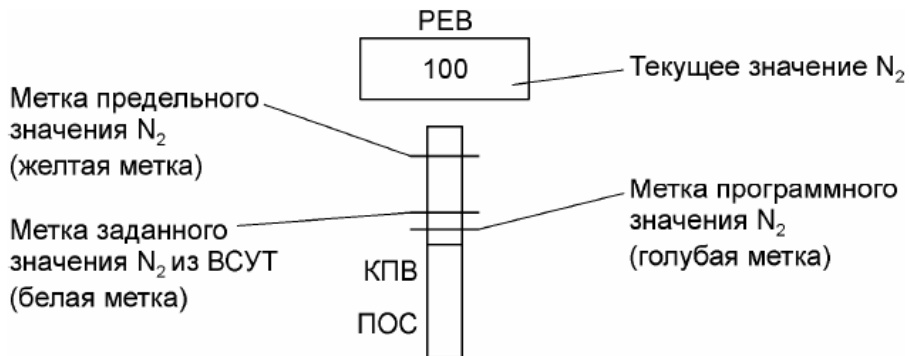 РЕВ
100
Текущее значение N₂
Метка предельного
значения N₂
(желтая метка)
Метка программного
значения N₂
(голубая метка)
Метка заданного
значения N₂ из ВСУТ
(белая метка)
КПВ
ПОС